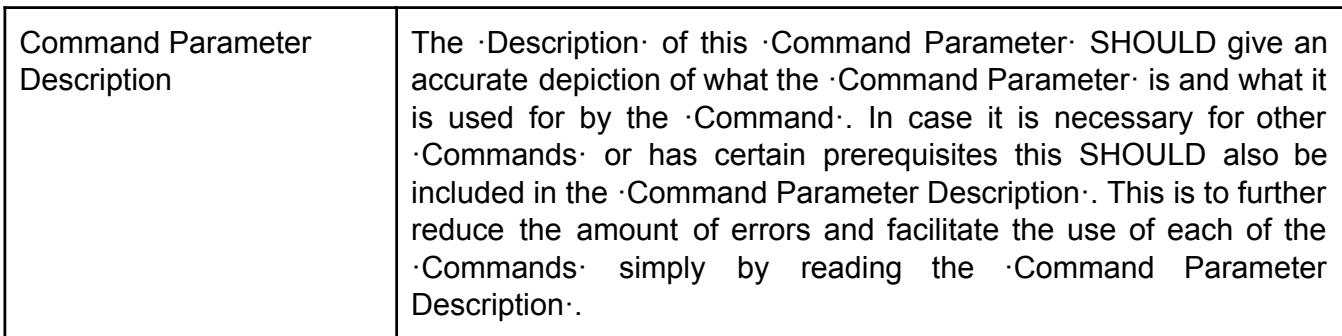 Command Parameter
Description
The ·Description· of this ·Command Parameter· SHOULD give an
accurate depiction of what the ·Command Parameter· is and what it
is used for by the ·Command·. In case it is necessary for other
·Commands· or has certain prerequisites this SHOULD also be
included in the ·Command Parameter Description·. This is to further
reduce the amount of errors and facilitate the use of each of the
·Commands· simply by reading the ·Command Parameter
Description·.